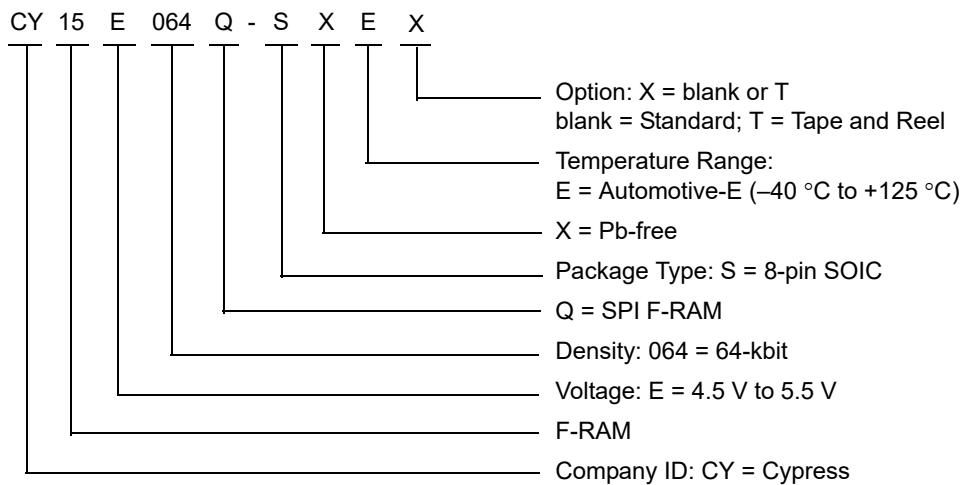 CY 15 E 064 Q - S X E X
Option: X = blank or T
blank = Standard; T = Tape and Reel
Temperature Range:
E = Automotive-E (–40 °C to +125 °C)
X = Pb-free
Package Type: S = 8-pin SOIC
Q = SPI F-RAM
Density: 064 = 64-kbit
Voltage: E = 4.5 V to 5.5 V
F-RAM
Company ID: CY = Cypress